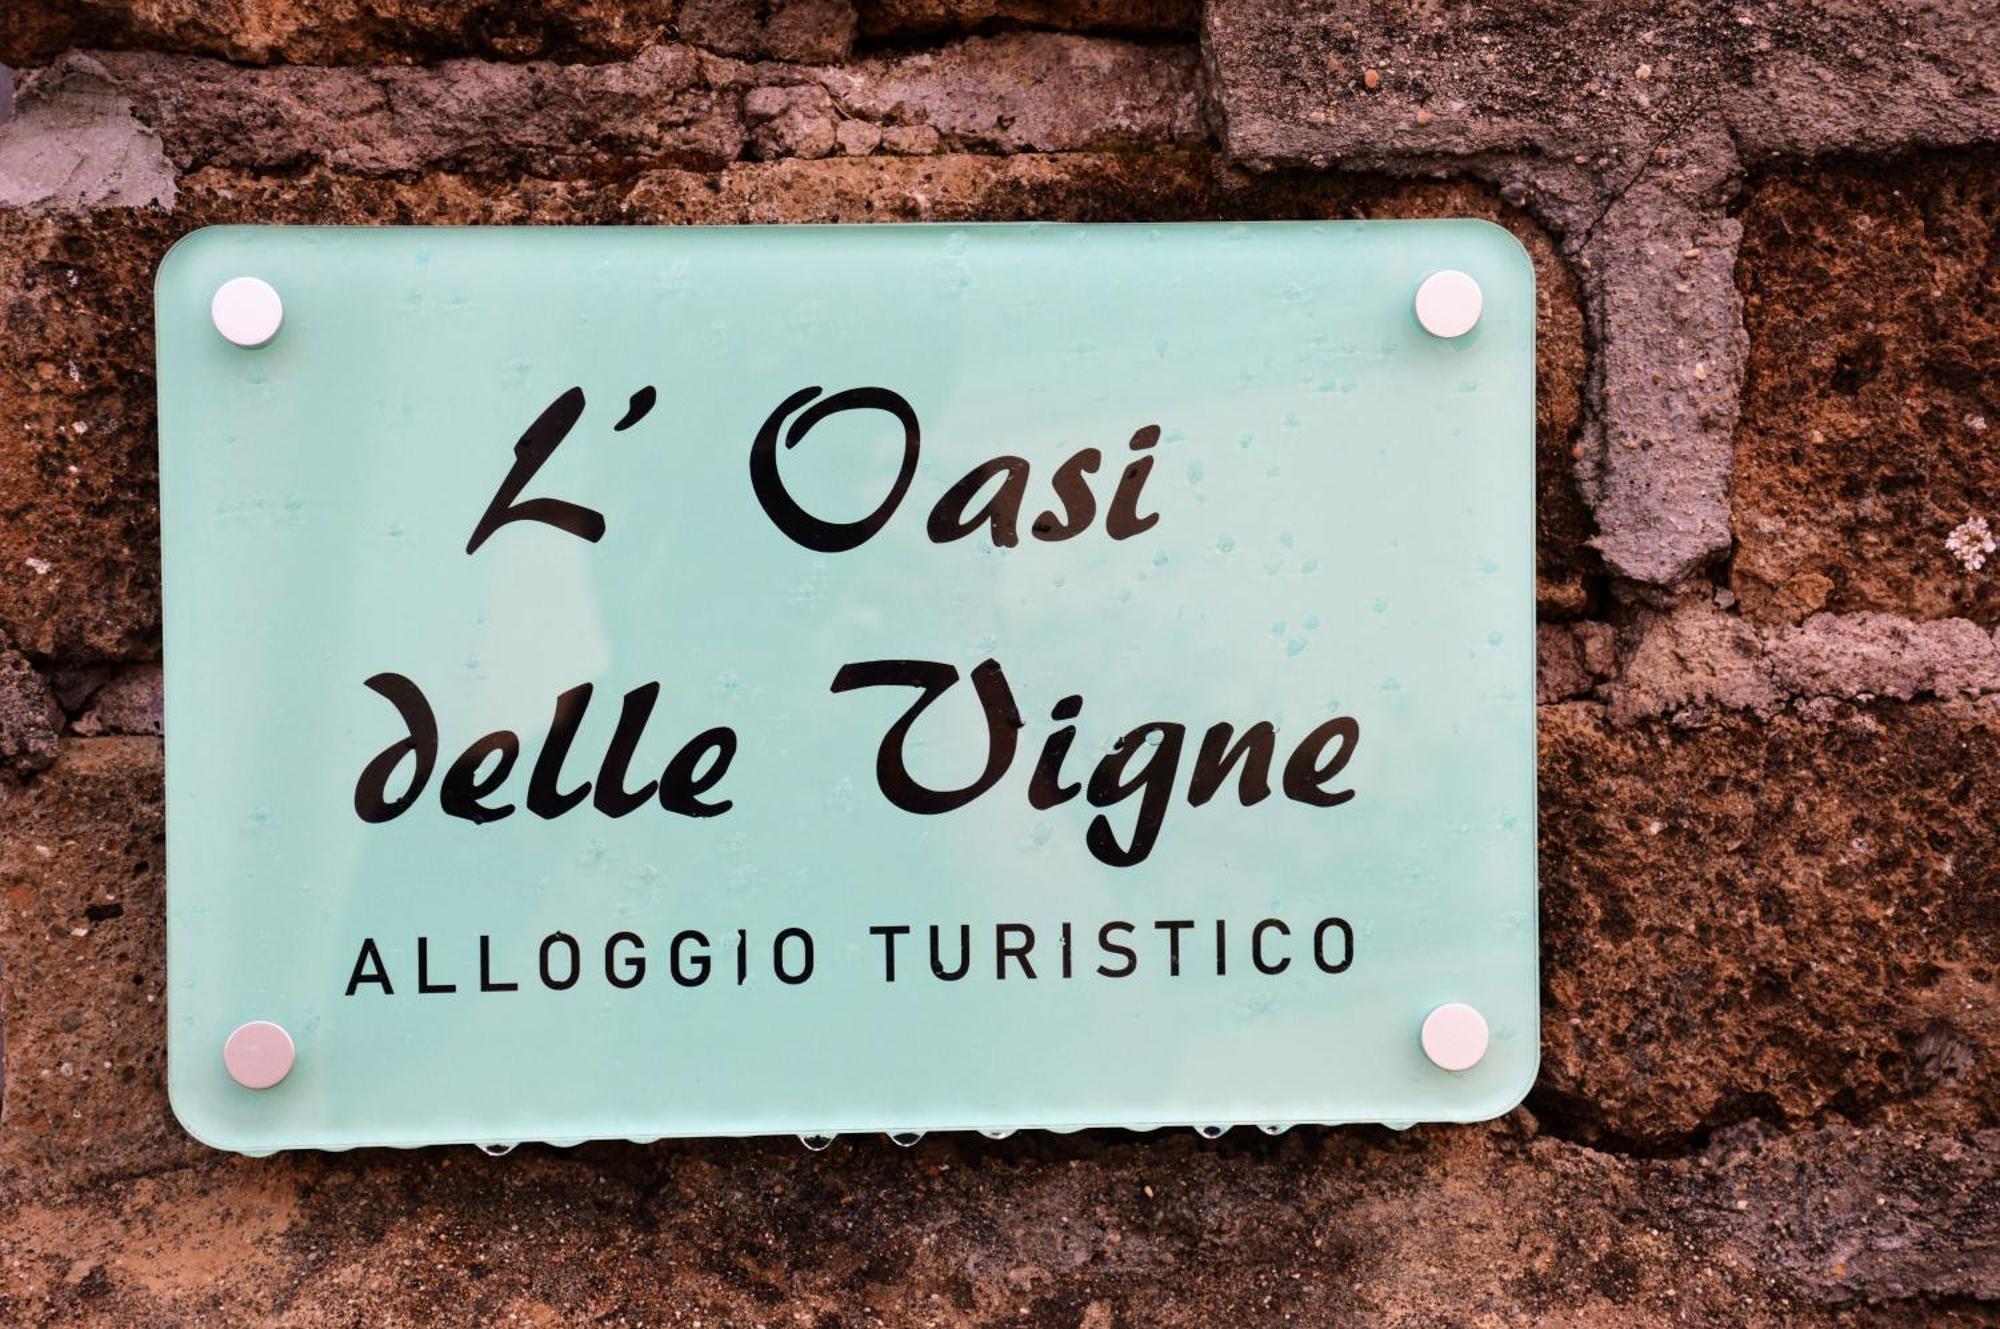 L' Oasi
delle Vigne
ALLOGGIO TURISTICO